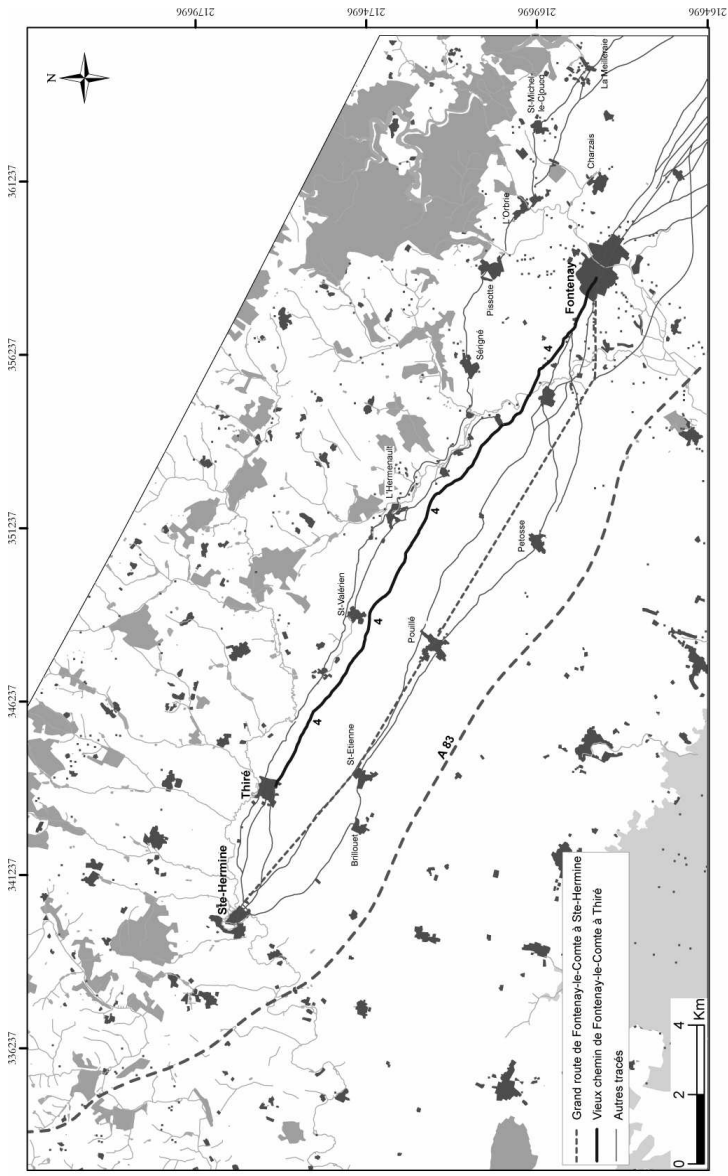 2179696
2174696
2169696
2164696
336237
341237
346237
351237
356237
361237
N
Ste-Hermine
Thiré
Brillouet
St-Etienne
St-Valérien
Pouillé
L'Hermenault
Petosse
Sérigné
Pissotte
L'Orbrie
St-Michel-
le-Cloucq
La Meilleraie
Charzais
Fontenay
4
4
4
4
A 83
Grand route de Fontenay-le-Comte à Ste-Hermine
Vieux chemin de Fontenay-le-Comte à Thiré
Autres tracés
0 2 4
Km